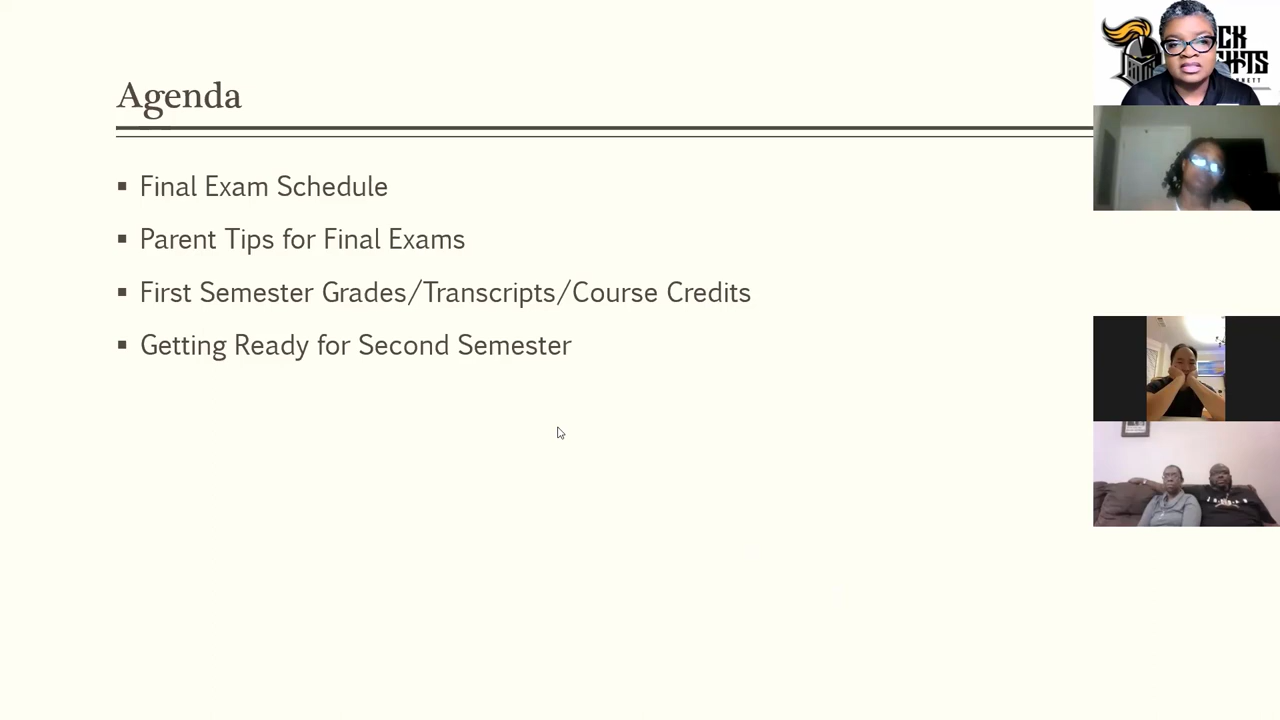 Agenda
▪ Final Exam Schedule
▪ Parent Tips for Final Exams
▪ First Semester Grades/Transcripts/Course Credits
▪ Getting Ready for Second Semester